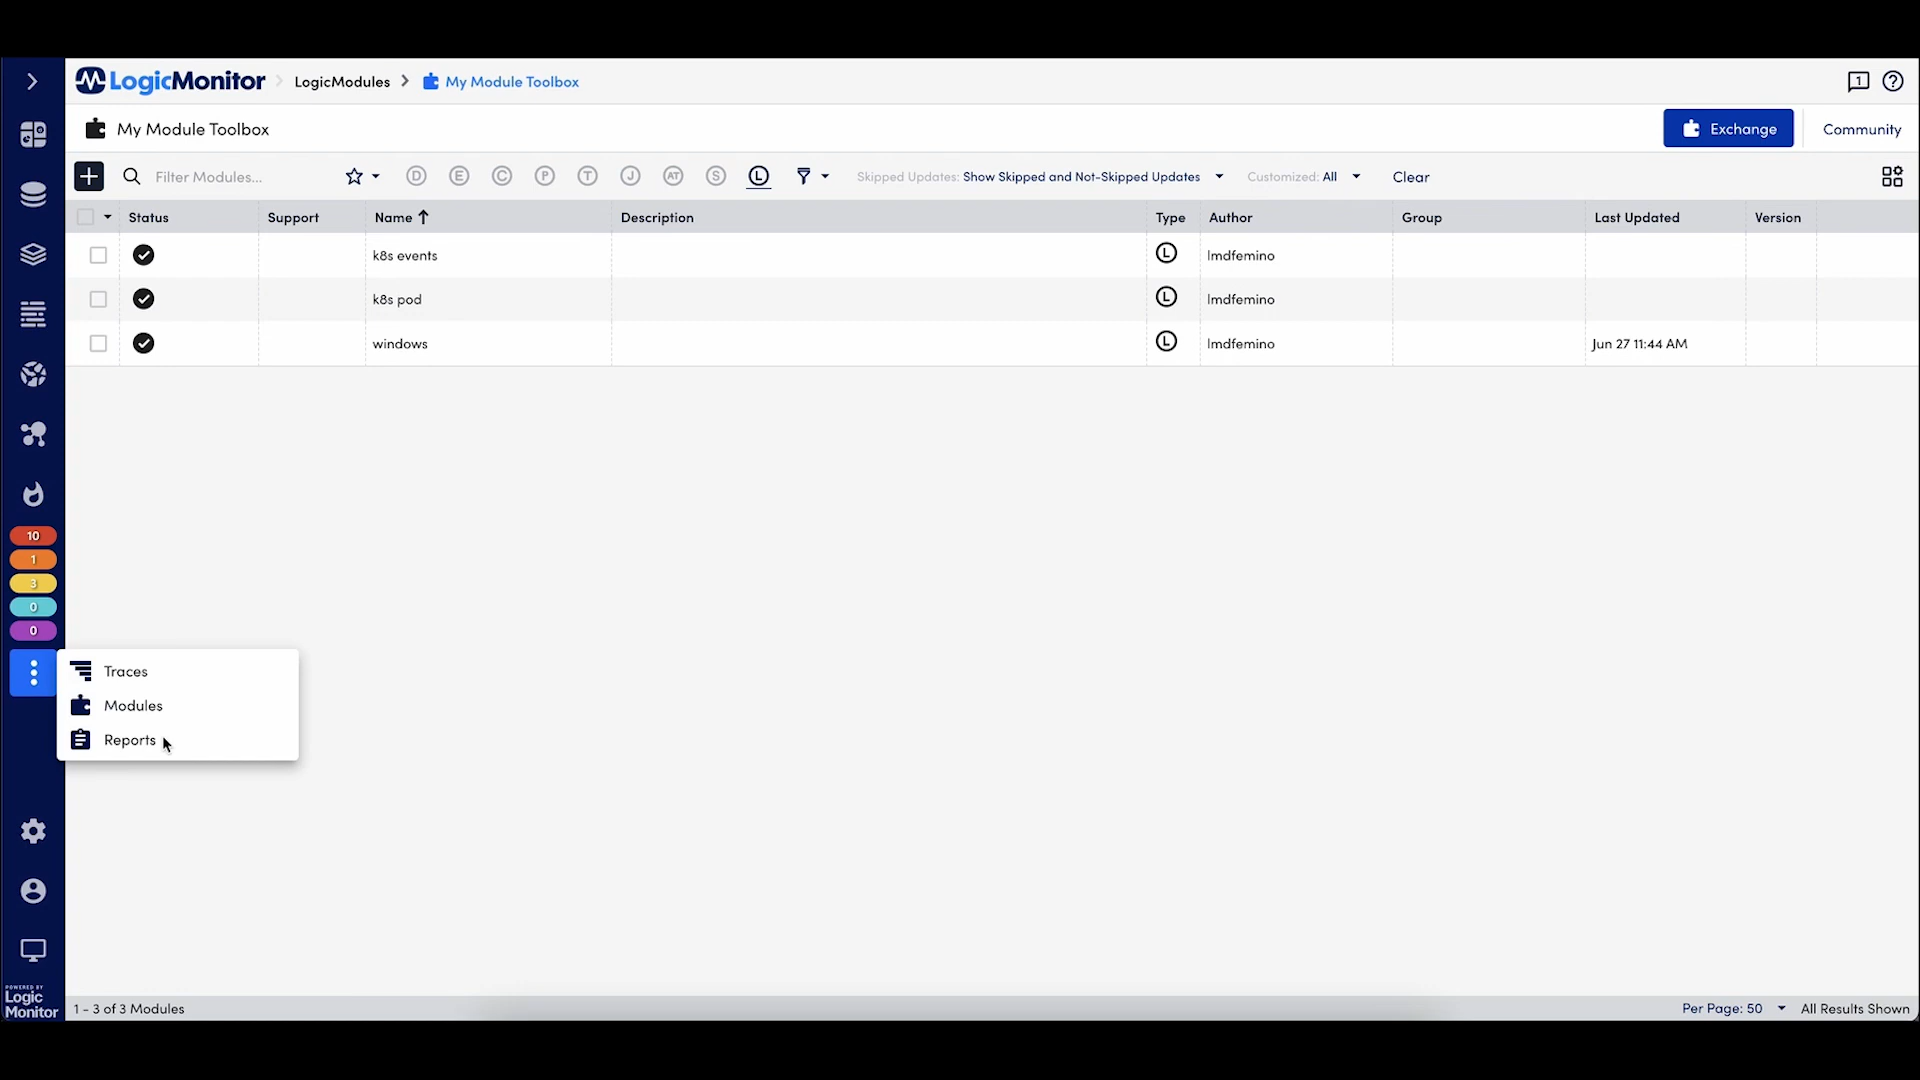 LogicMonitor LogicModules My Module Toolbox 1 ?
My Module Toolbox Exchange Community
Filter Modules... D E C P T J AT S L Skipped Updates: Show Skipped and Not-Skipped Updates Customized: All Clear
Status Support Name Description Type Author Group Last Updated Version
k8s events L lmdfemino
k8s pod L lmdfemino
windows L lmdfemino Jun 27 11:44 AM
10
1
3
0
0
Traces
Modules
Reports
POWERED BY
Logic
Monitor
1 - 3 of 3 Modules Per Page: 50 All Results Shown